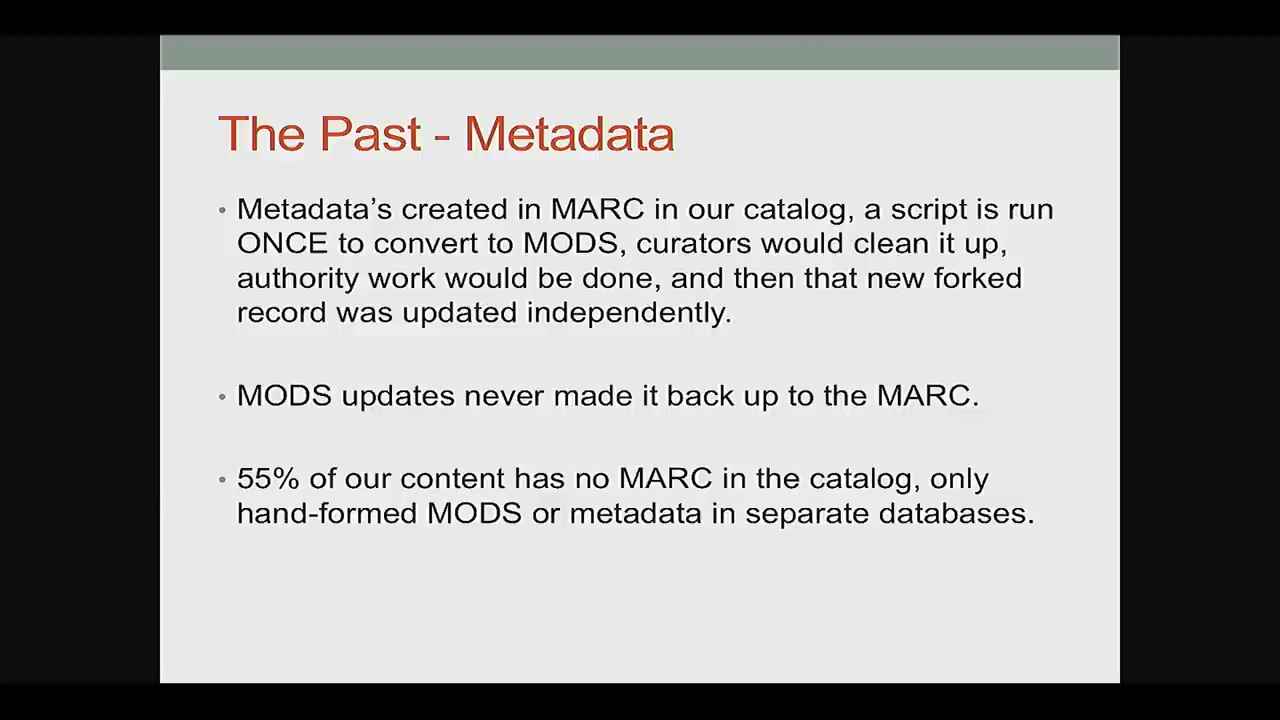 The Past - Metadata
• Metadata’s created in MARC in our catalog, a script is run
ONCE to convert to MODS, curators would clean it up,
authority work would be done, and then that new forked
record was updated independently.
• MODS updates never made it back up to the MARC.
• 55% of our content has no MARC in the catalog, only
hand-formed MODS or metadata in separate databases.